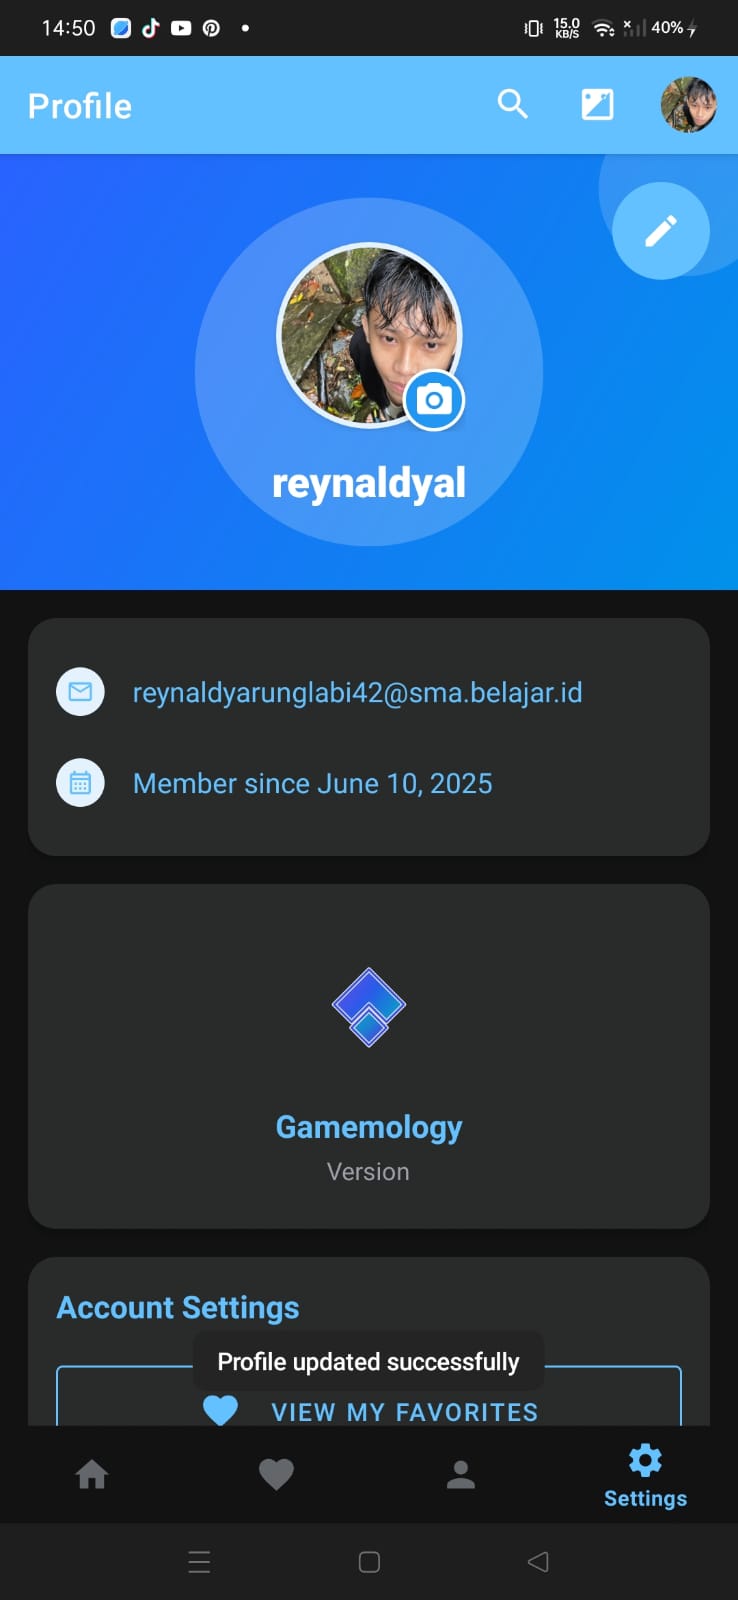 14:50
15.0
KB/S
40%
Profile
reynaldyal
reynaldyarunglabi42@sma.belajar.id
Member since June 10, 2025
Gamemology
Version
Account Settings
Profile updated successfully
VIEW MY FAVORITES
Settings